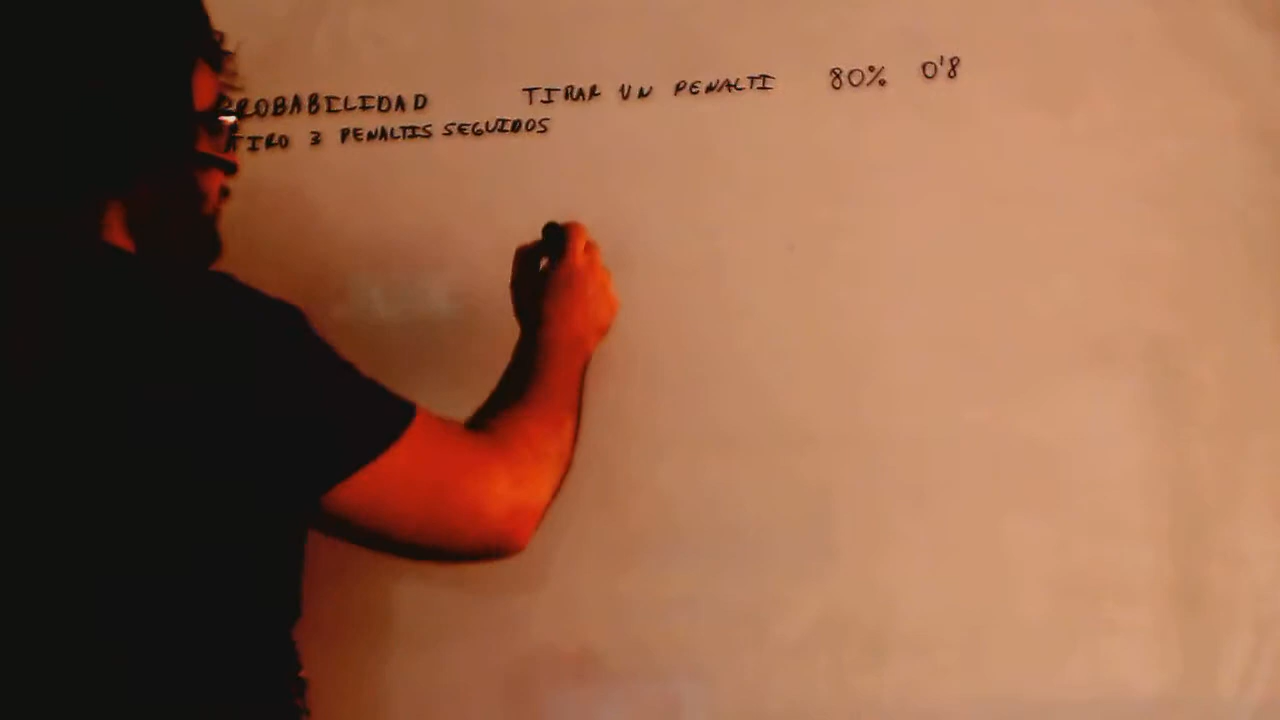 PROBABILIDAD TIRAR UN PENALTI 80% 0'8
TIRO 3 PENALTIS SEGUIDOS